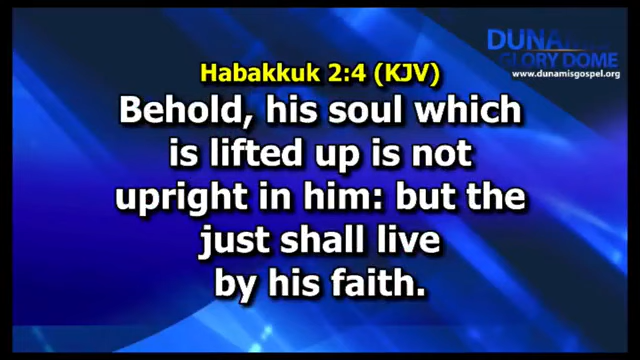 DUNAMIS
GLORY DOME
www.dunamisgospel.org
Habakkuk 2:4 (KJV)
Behold, his soul which
is lifted up is not
upright in him: but the
just shall live
by his faith.